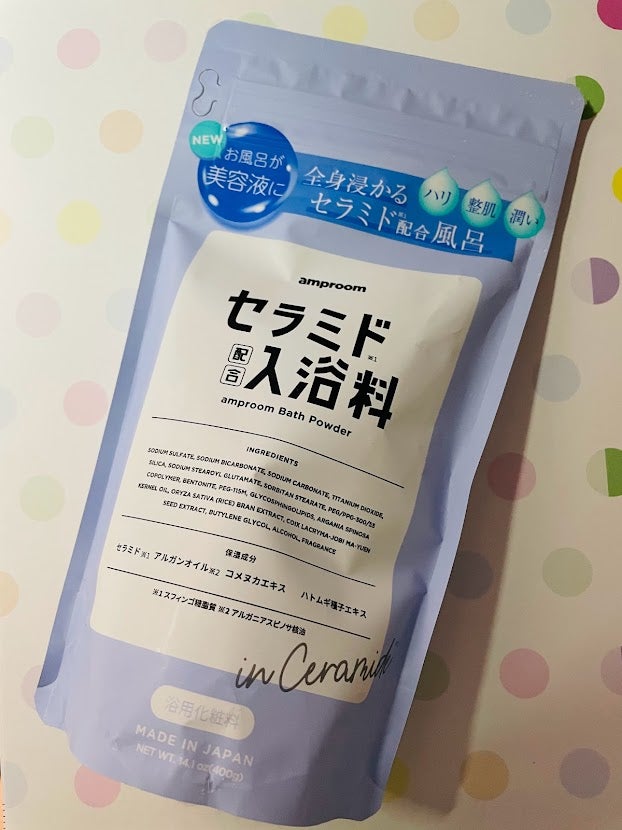 NEW
お風呂が
美容液に
全身浸かる
セラミド※1配合風呂
ハリ
整肌
潤い
amproom
セラミド※1
配合
入浴料
amproom Bath Powder
INGREDIENTS
SODIUM SULFATE, SODIUM BICARBONATE, SODIUM CARBONATE, TITANIUM DIOXIDE,
SILICA, SODIUM STEAROYL GLUTAMATE, SORBITAN STEARATE, PEG/PPG-300/55
COPOLYMER, BENTONITE, PEG-115M, GLYCOSPHINGOLIPIDS, ARGANIA SPINOSA
KERNEL OIL, ORYZA SATIVA (RICE) BRAN EXTRACT, COIX LACRYMA-JOBI MA-YUEN
SEED EXTRACT, BUTYLENE GLYCOL, ALCOHOL, FRAGRANCE
保湿成分
セラミド※1 アルガンオイル※2 コメヌカエキス ハトムギ種子エキス
※1 スフィンゴ糖脂質 ※2 アルガニアスピノサ核油
in Ceramide
浴用化粧料
MADE IN JAPAN
NET WT. 14.1 oz(400g)